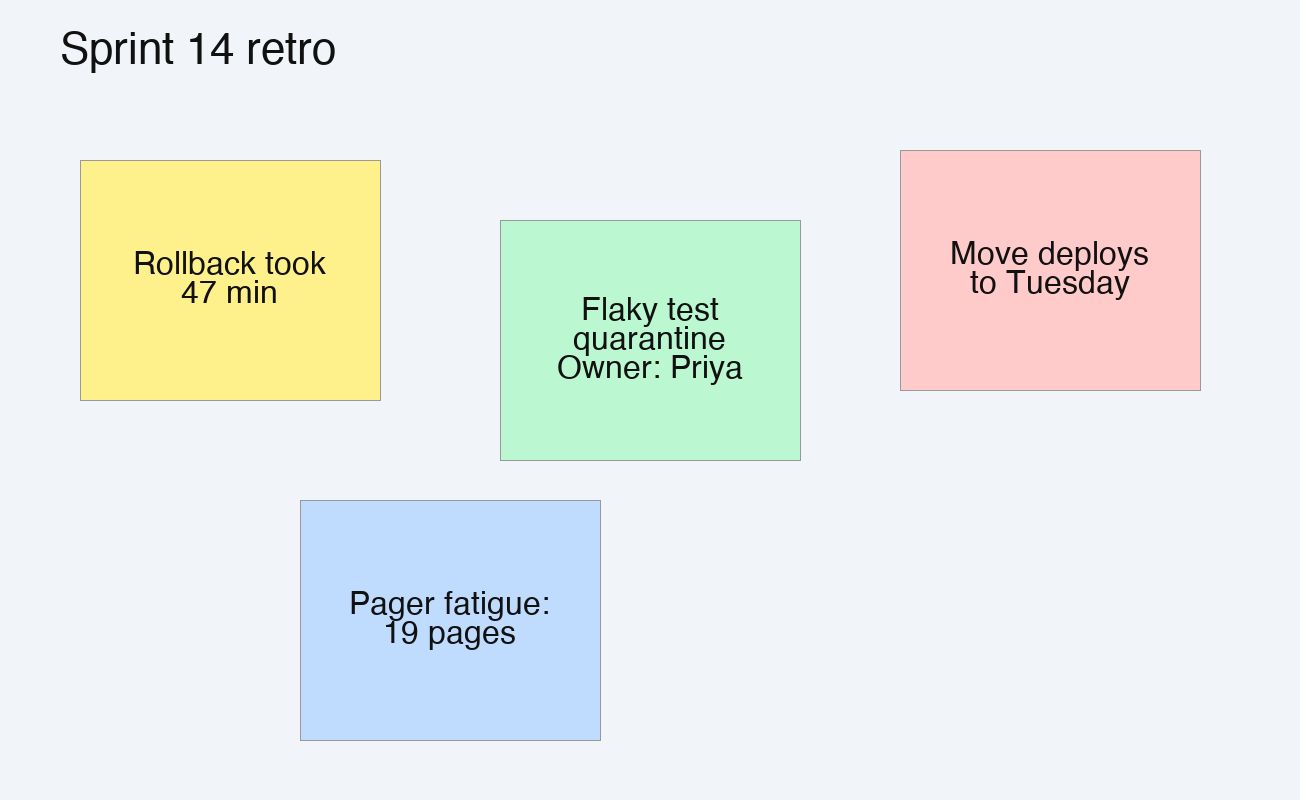 Sprint 14 retro
Rollback took
47 min
Flaky test
quarantine
Owner: Priya
Move deploys
to Tuesday
Pager fatigue:
19 pages